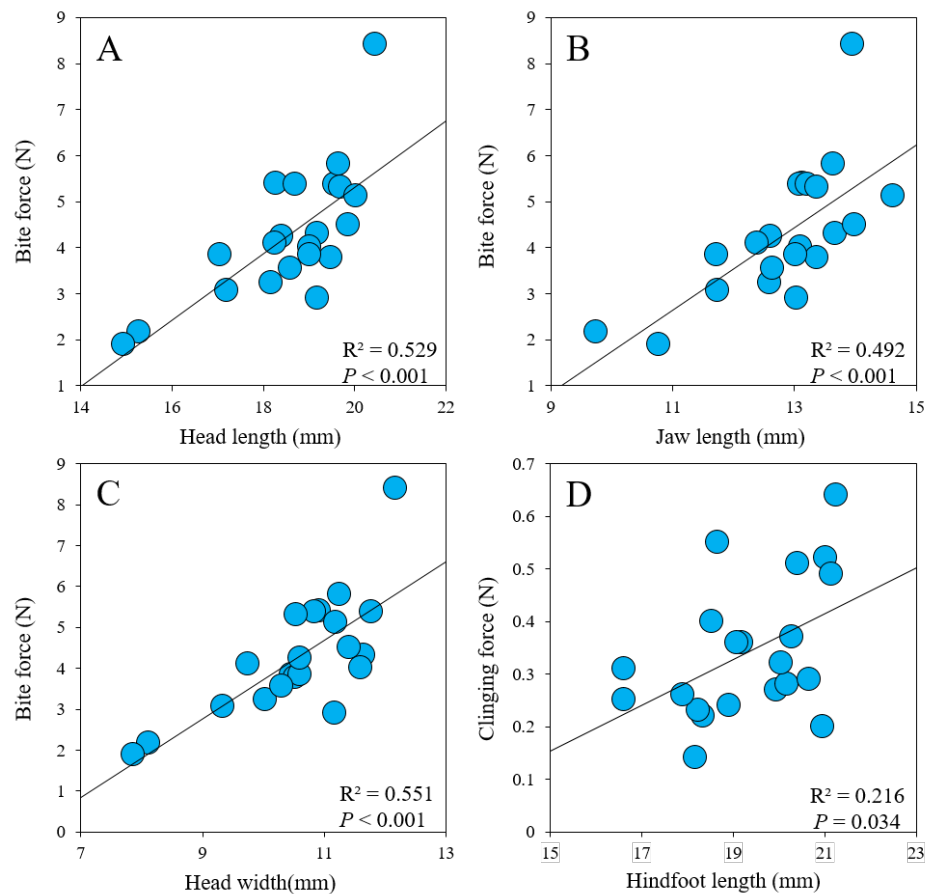 A
Bite force (N)
9
8
7
6
5
4
3
2
1
R² = 0.529
P < 0.001
14 16 18 20 22
Head length (mm)
B
Bite force (N)
9
8
7
6
5
4
3
2
1
R² = 0.492
P < 0.001
9 11 13 15
Jaw length (mm)
C
Bite force (N)
9
8
7
6
5
4
3
2
1
0
R² = 0.551
P < 0.001
7 9 11 13
Head width(mm)
D
Clinging force (N)
0.7
0.6
0.5
0.4
0.3
0.2
0.1
0
R² = 0.216
P = 0.034
15 17 19 21 23
Hindfoot length (mm)